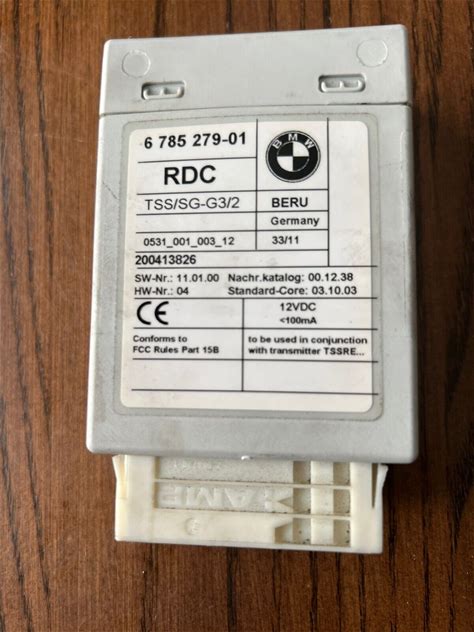 6 785 279-01
BMW
RDC
TSS/SG-G3/2
BERU
Germany
0531_001_003_12
33/11
200413826
SW-Nr.: 11.01.00 Nachr.katalog: 00.12.38
HW-Nr.: 04 Standard-Core: 03.10.03
CE
12VDC
<100mA
Conforms to
FCC Rules Part 15B
to be used in conjunction
with transmitter TSSRE...
AMP